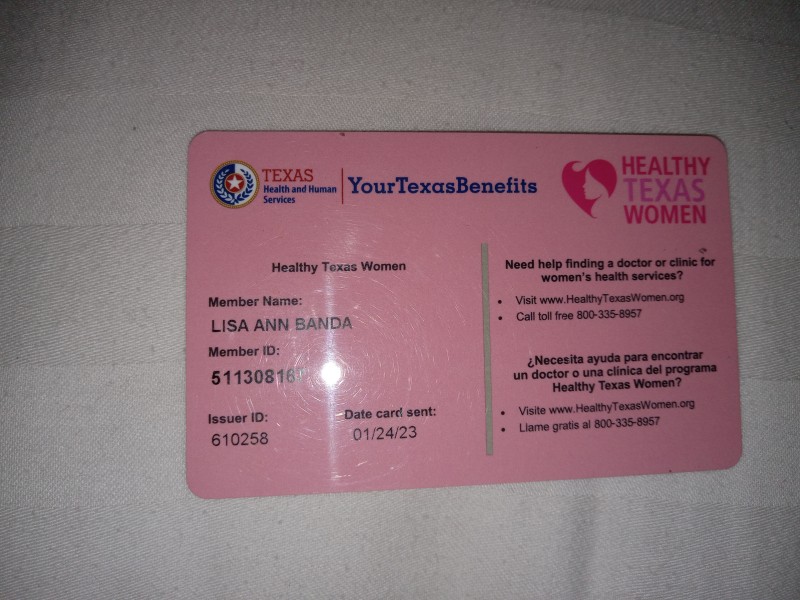 TEXAS
Health and Human
Services
YourTexasBenefits
HEALTHY
TEXAS
WOMEN
Healthy Texas Women
Member Name:
LISA ANN BANDA
Member ID:
Issuer ID:
610258
Date card sent:
01/24/23
Need help finding a doctor or clinic for
women's health services?
• Visit www.HealthyTexasWomen.org
• Call toll free 800-335-8957
¿Necesita ayuda para encontrar
un doctor o una clínica del programa
Healthy Texas Women?
• Visite www.HealthyTexasWomen.org
• Llame gratis al 800-335-8957